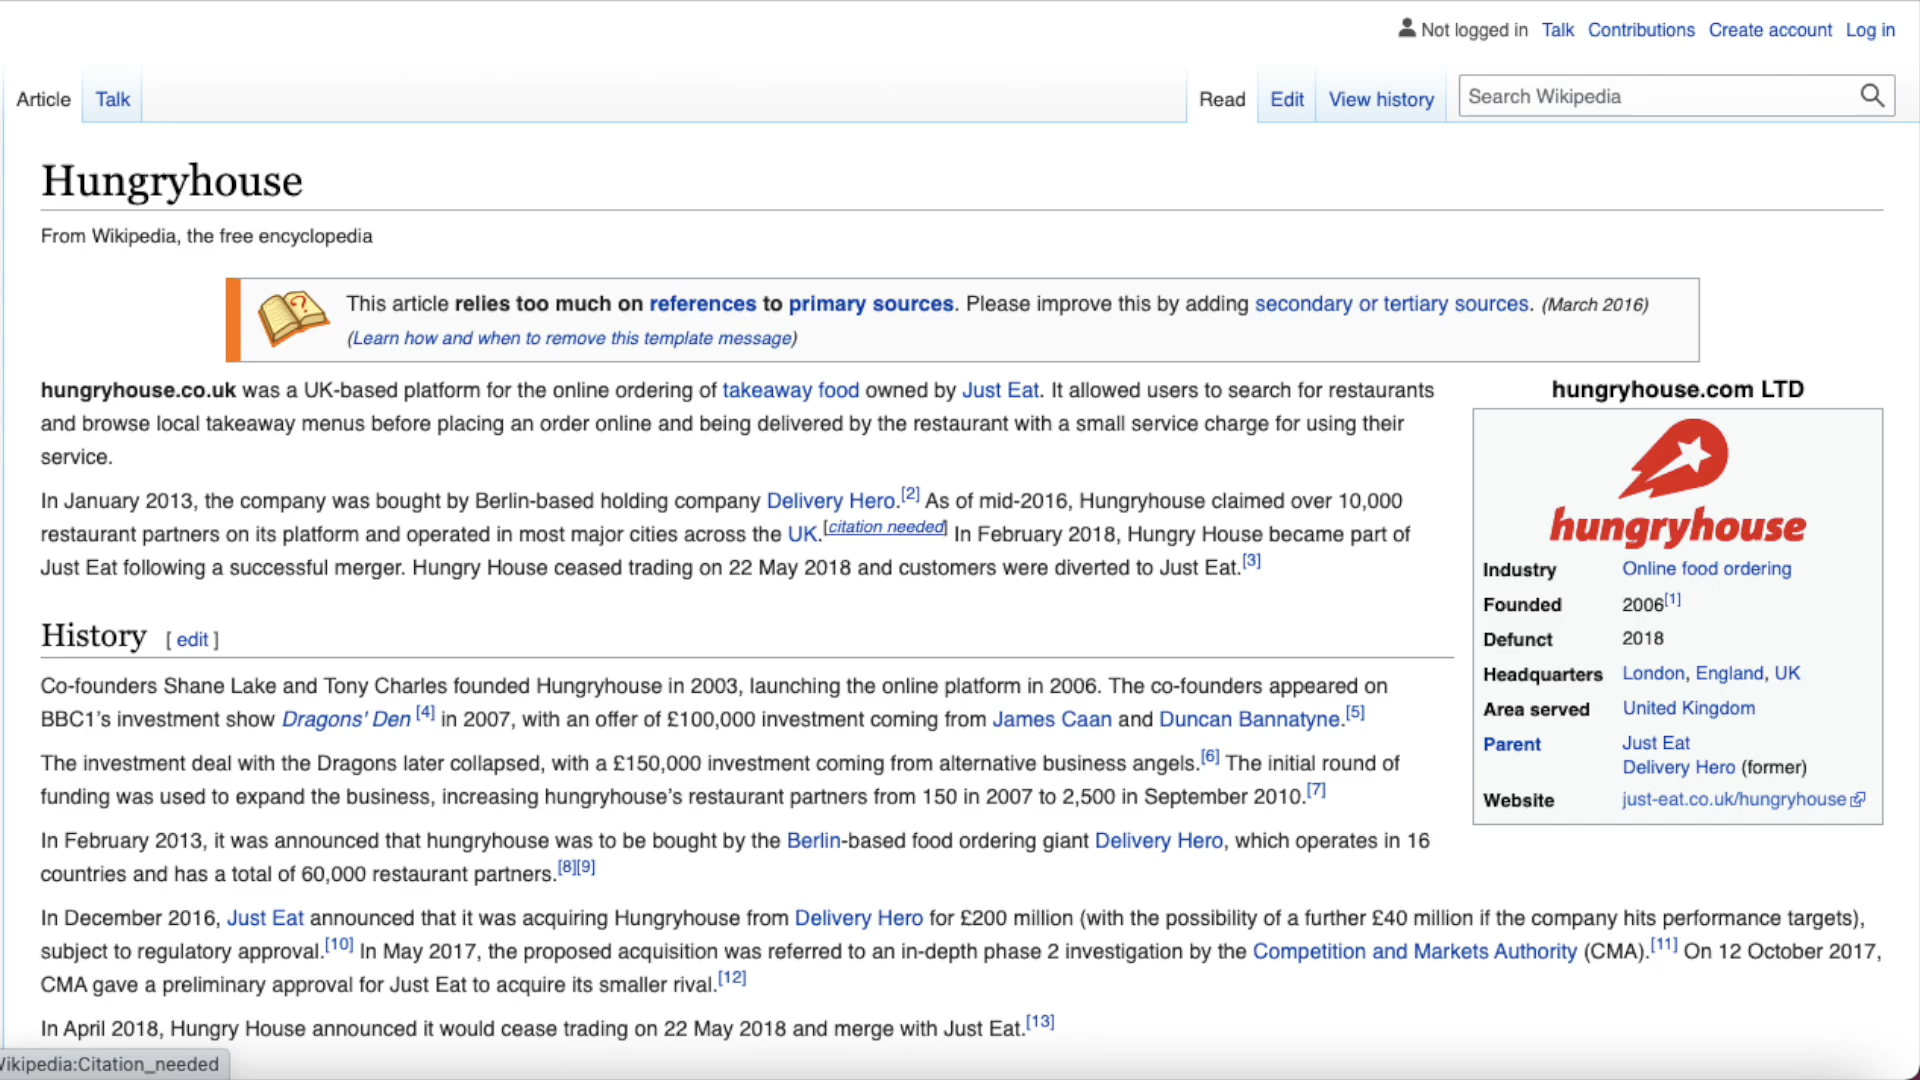 Not logged in Talk Contributions Create account Log in
Article Talk Read Edit View history Search Wikipedia
Hungryhouse
From Wikipedia, the free encyclopedia
This article relies too much on references to primary sources. Please improve this by adding secondary or tertiary sources. (March 2016)
(Learn how and when to remove this template message)
hungryhouse.co.uk was a UK-based platform for the online ordering of takeaway food owned by Just Eat. It allowed users to search for restaurants
and browse local takeaway menus before placing an order online and being delivered by the restaurant with a small service charge for using their
service.
In January 2013, the company was bought by Berlin-based holding company Delivery Hero.[2] As of mid-2016, Hungryhouse claimed over 10,000
restaurant partners on its platform and operated in most major cities across the UK.[citation needed] In February 2018, Hungry House became part of
Just Eat following a successful merger. Hungry House ceased trading on 22 May 2018 and customers were diverted to Just Eat.[3]
hungryhouse.com LTD
hungryhouse
Industry Online food ordering
Founded 2006[1]
Defunct 2018
Headquarters London, England, UK
Area served United Kingdom
Parent Just Eat
Delivery Hero (former)
Website just-eat.co.uk/hungryhouse
History [ edit ]
Co-founders Shane Lake and Tony Charles founded Hungryhouse in 2003, launching the online platform in 2006. The co-founders appeared on
BBC1's investment show Dragons' Den [4] in 2007, with an offer of £100,000 investment coming from James Caan and Duncan Bannatyne.[5]
The investment deal with the Dragons later collapsed, with a £150,000 investment coming from alternative business angels.[6] The initial round of
funding was used to expand the business, increasing hungryhouse's restaurant partners from 150 in 2007 to 2,500 in September 2010.[7]
In February 2013, it was announced that hungryhouse was to be bought by the Berlin-based food ordering giant Delivery Hero, which operates in 16
countries and has a total of 60,000 restaurant partners.[8][9]
In December 2016, Just Eat announced that it was acquiring Hungryhouse from Delivery Hero for £200 million (with the possibility of a further £40 million if the company hits performance targets),
subject to regulatory approval.[10] In May 2017, the proposed acquisition was referred to an in-depth phase 2 investigation by the Competition and Markets Authority (CMA).[11] On 12 October 2017,
CMA gave a preliminary approval for Just Eat to acquire its smaller rival.[12]
In April 2018, Hungry House announced it would cease trading on 22 May 2018 and merge with Just Eat.[13]
ikipedia:Citation_needed